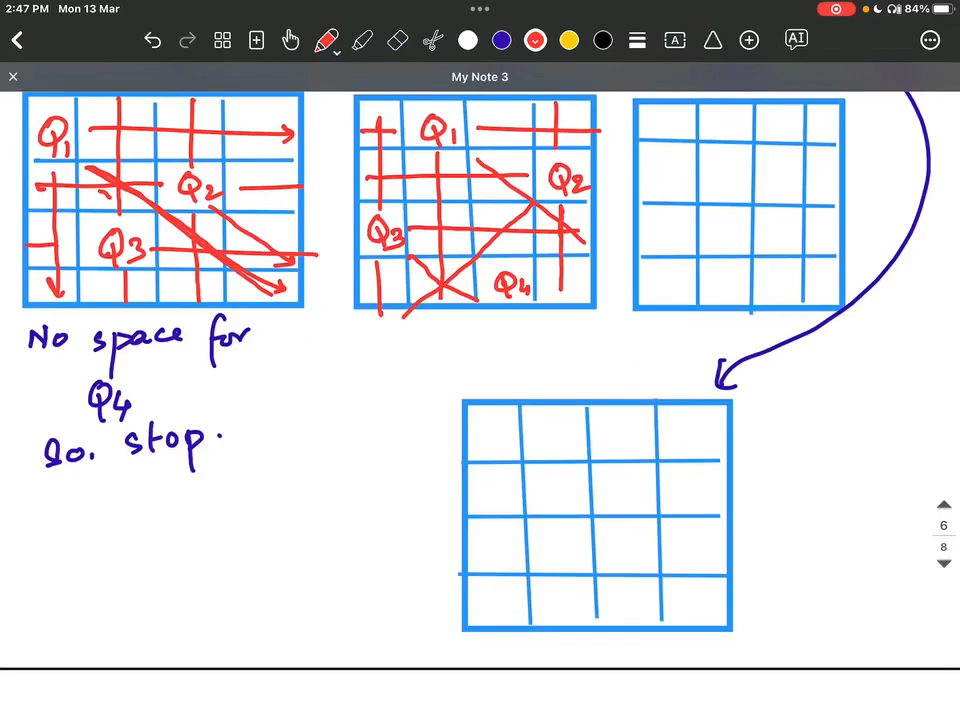 2:47 PM Mon 13 Mar
84%
A
AI
My Note 3
Q1
Q2
Q3
Q1
Q2
Q3
Q4
No space for
Q4
So. stop.
6
8